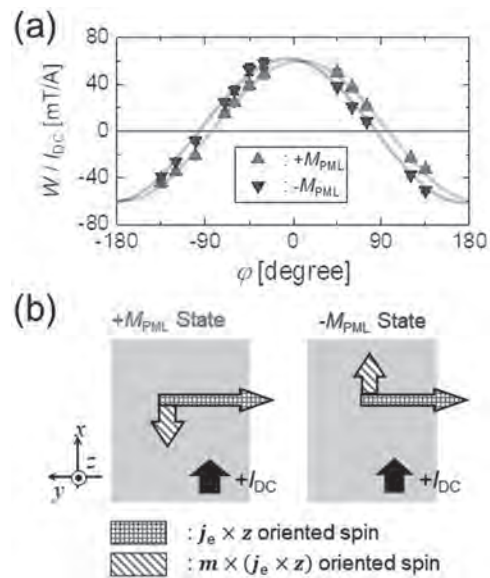 (a)
W / I_DC [mT/A]
80
40
0
-40
-80
▲ : +M_PML
▼ : -M_PML
-180 -90 0 90 180
φ [degree]
(b)
+M_PML State -M_PML State
x
y
+I_DC +I_DC
: j_e × z oriented spin
: m × (j_e × z) oriented spin